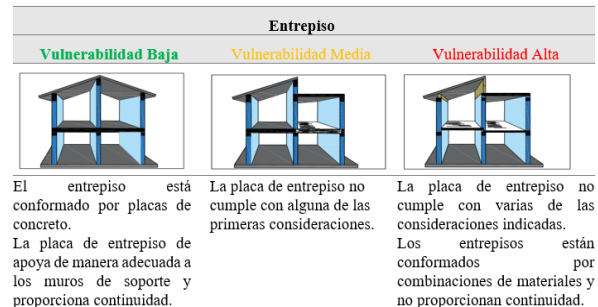 Entrepiso
Vulnerabilidad Baja
Vulnerabilidad Media
Vulnerabilidad Alta
El entrepiso está
conformado por placas de
concreto.
La placa de entrepiso de
apoya de manera adecuada a
los muros de soporte y
proporciona continuidad.
La placa de entrepiso no
cumple con alguna de las
primeras consideraciones.
La placa de entrepiso no
cumple con varias de las
consideraciones indicadas.
Los entrepisos están
conformados por
combinaciones de materiales y
no proporcionan continuidad.